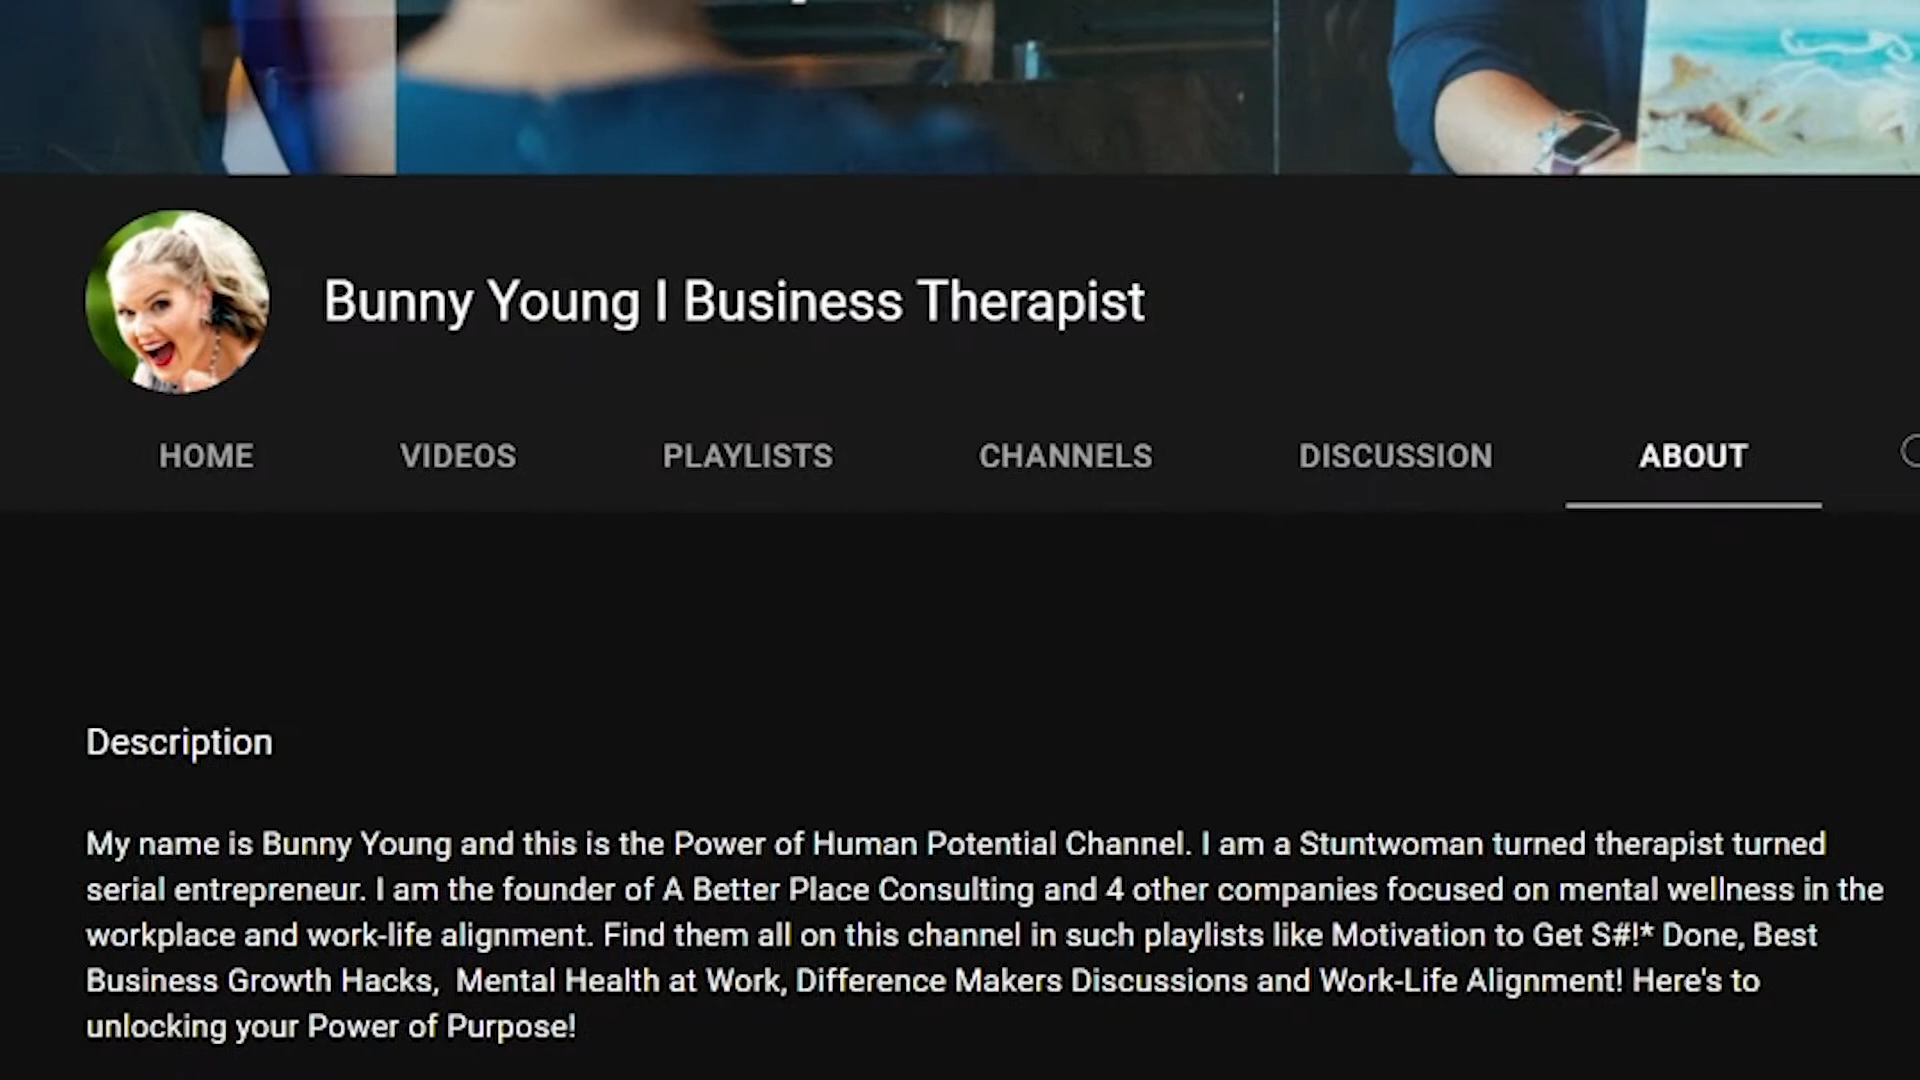 Bunny Young I Business Therapist
HOME VIDEOS PLAYLISTS CHANNELS DISCUSSION ABOUT
Description
My name is Bunny Young and this is the Power of Human Potential Channel. I am a Stuntwoman turned therapist turned
serial entrepreneur. I am the founder of A Better Place Consulting and 4 other companies focused on mental wellness in the
workplace and work-life alignment. Find them all on this channel in such playlists like Motivation to Get S#!* Done, Best
Business Growth Hacks,  Mental Health at Work, Difference Makers Discussions and Work-Life Alignment! Here's to
unlocking your Power of Purpose!